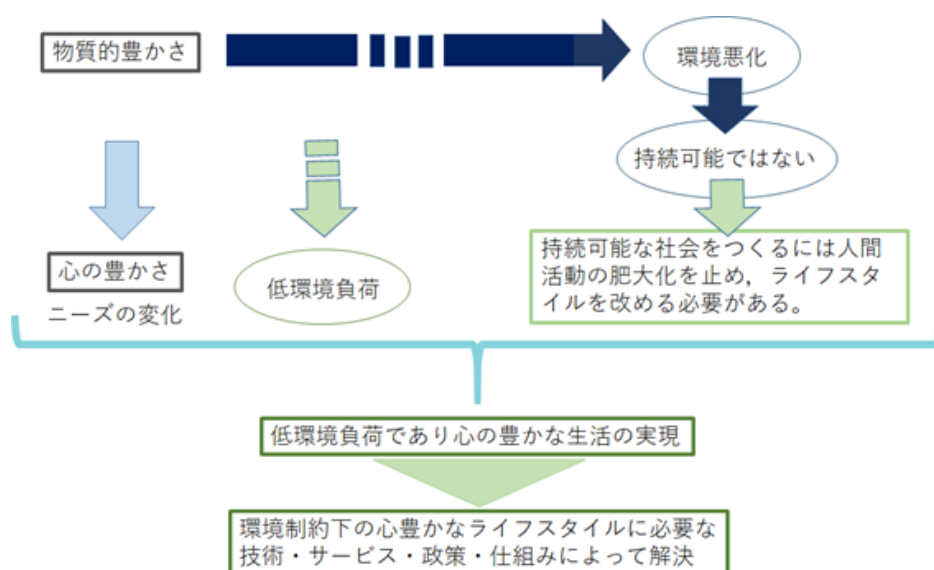 物質的豊かさ
環境悪化
持続可能ではない
心の豊かさ
ニーズの変化
低環境負荷
持続可能な社会をつくるには人間
活動の肥大化を止め，ライフスタ
イルを改める必要がある。
低環境負荷であり心の豊かな生活の実現
環境制約下の心豊かなライフスタイルに必要な
技術・サービス・政策・仕組みによって解決